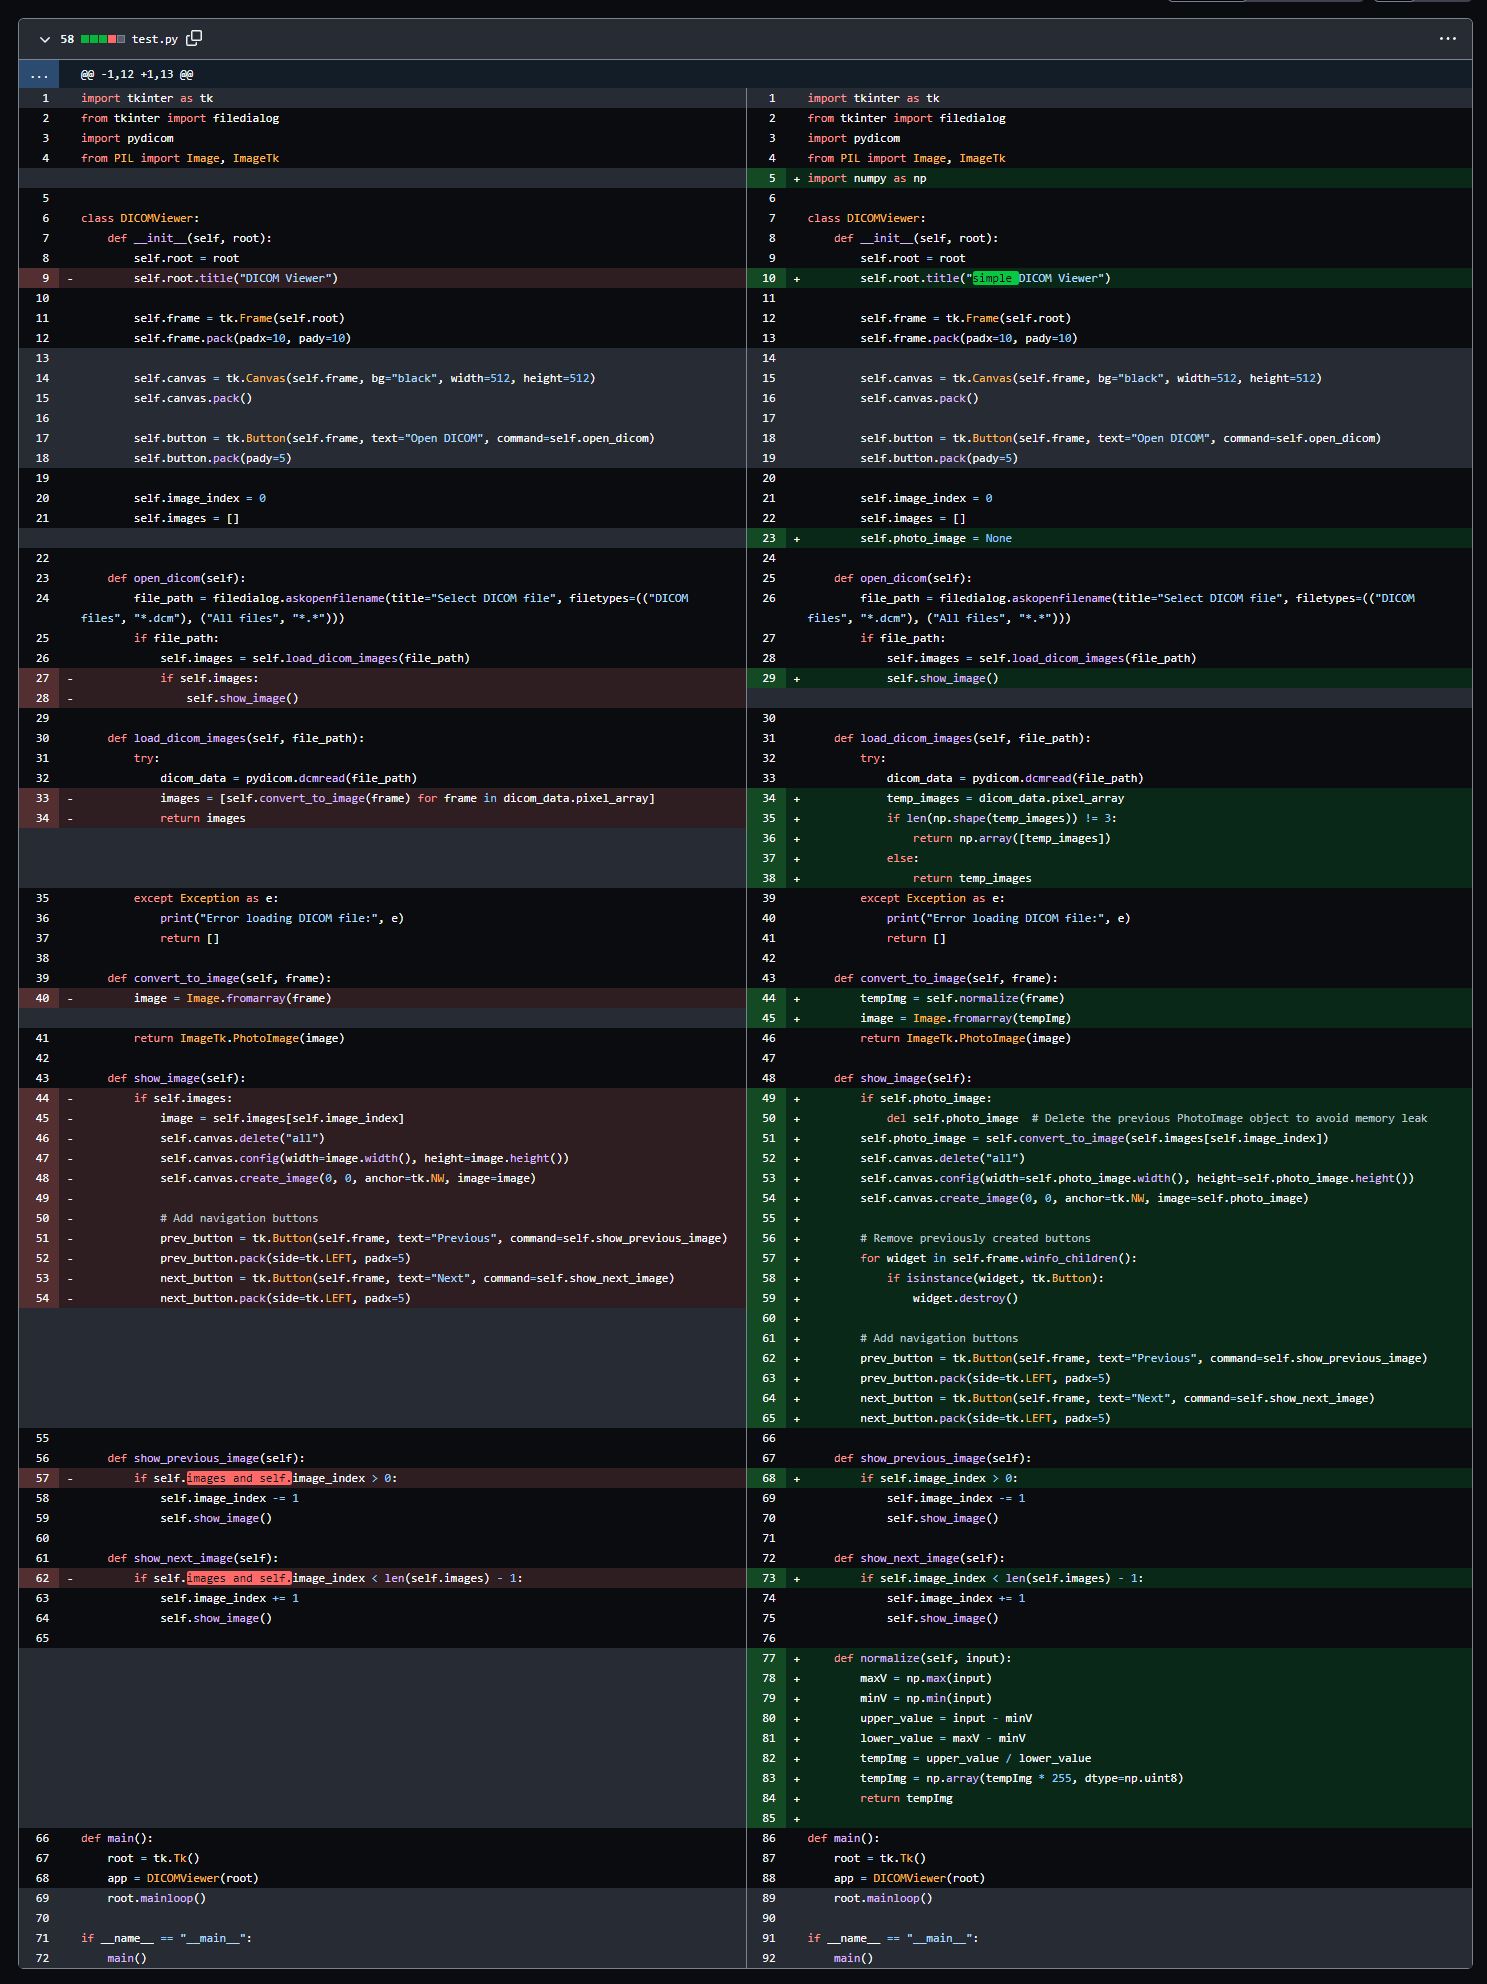 58 test.py
@@ -1,12 +1,13 @@
1 import tkinter as tk
2 from tkinter import filedialog
3 import pydicom
4 from PIL import Image, ImageTk
5
6 class DICOMViewer:
7 def __init__(self, root):
8 self.root = root
9 - self.root.title("DICOM Viewer")
10
11 self.frame = tk.Frame(self.root)
12 self.frame.pack(padx=10, pady=10)
13
14 self.canvas = tk.Canvas(self.frame, bg="black", width=512, height=512)
15 self.canvas.pack()
16
17 self.button = tk.Button(self.frame, text="Open DICOM", command=self.open_dicom)
18 self.button.pack(pady=5)
19
20 self.image_index = 0
21 self.images = []
22
23 def open_dicom(self):
24 file_path = filedialog.askopenfilename(title="Select DICOM file", filetypes=(("DICOM
files", "*.dcm"), ("All files", "*.*")))
25 if file_path:
26 self.images = self.load_dicom_images(file_path)
27 - if self.images:
28 - self.show_image()
29
30 def load_dicom_images(self, file_path):
31 try:
32 dicom_data = pydicom.dcmread(file_path)
33 - images = [self.convert_to_image(frame) for frame in dicom_data.pixel_array]
34 - return images
35 except Exception as e:
36 print("Error loading DICOM file:", e)
37 return []
38
39 def convert_to_image(self, frame):
40 - image = Image.fromarray(frame)
41 return ImageTk.PhotoImage(image)
42
43 def show_image(self):
44 - if self.images:
45 - image = self.images[self.image_index]
46 - self.canvas.delete("all")
47 - self.canvas.config(width=image.width(), height=image.height())
48 - self.canvas.create_image(0, 0, anchor=tk.NW, image=image)
49 -
50 - # Add navigation buttons
51 - prev_button = tk.Button(self.frame, text="Previous", command=self.show_previous_image)
52 - prev_button.pack(side=tk.LEFT, padx=5)
53 - next_button = tk.Button(self.frame, text="Next", command=self.show_next_image)
54 - next_button.pack(side=tk.LEFT, padx=5)
55
56 def show_previous_image(self):
57 - if self.images and self.image_index > 0:
58 self.image_index -= 1
59 self.show_image()
60
61 def show_next_image(self):
62 - if self.images and self.image_index < len(self.images) - 1:
63 self.image_index += 1
64 self.show_image()
65
66 def main():
67 root = tk.Tk()
68 app = DICOMViewer(root)
69 root.mainloop()
70
71 if __name__ == "__main__":
72 main()
1 import tkinter as tk
2 from tkinter import filedialog
3 import pydicom
4 from PIL import Image, ImageTk
5 + import numpy as np
6
7 class DICOMViewer:
8 def __init__(self, root):
9 self.root = root
10 + self.root.title("simple DICOM Viewer")
11
12 self.frame = tk.Frame(self.root)
13 self.frame.pack(padx=10, pady=10)
14
15 self.canvas = tk.Canvas(self.frame, bg="black", width=512, height=512)
16 self.canvas.pack()
17
18 self.button = tk.Button(self.frame, text="Open DICOM", command=self.open_dicom)
19 self.button.pack(pady=5)
20
21 self.image_index = 0
22 self.images = []
23 + self.photo_image = None
24
25 def open_dicom(self):
26 file_path = filedialog.askopenfilename(title="Select DICOM file", filetypes=(("DICOM
files", "*.dcm"), ("All files", "*.*")))
27 if file_path:
28 self.images = self.load_dicom_images(file_path)
29 + self.show_image()
30
31 def load_dicom_images(self, file_path):
32 try:
33 dicom_data = pydicom.dcmread(file_path)
34 + temp_images = dicom_data.pixel_array
35 + if len(np.shape(temp_images)) != 3:
36 + return np.array([temp_images])
37 + else:
38 + return temp_images
39 except Exception as e:
40 print("Error loading DICOM file:", e)
41 return []
42
43 def convert_to_image(self, frame):
44 + tempImg = self.normalize(frame)
45 + image = Image.fromarray(tempImg)
46 return ImageTk.PhotoImage(image)
47
48 def show_image(self):
49 + if self.photo_image:
50 + del self.photo_image # Delete the previous PhotoImage object to avoid memory leak
51 + self.photo_image = self.convert_to_image(self.images[self.image_index])
52 + self.canvas.delete("all")
53 + self.canvas.config(width=self.photo_image.width(), height=self.photo_image.height())
54 + self.canvas.create_image(0, 0, anchor=tk.NW, image=self.photo_image)
55 +
56 + # Remove previously created buttons
57 + for widget in self.frame.winfo_children():
58 + if isinstance(widget, tk.Button):
59 + widget.destroy()
60 +
61 + # Add navigation buttons
62 + prev_button = tk.Button(self.frame, text="Previous", command=self.show_previous_image)
63 + prev_button.pack(side=tk.LEFT, padx=5)
64 + next_button = tk.Button(self.frame, text="Next", command=self.show_next_image)
65 + next_button.pack(side=tk.LEFT, padx=5)
66
67 def show_previous_image(self):
68 + if self.image_index > 0:
69 self.image_index -= 1
70 self.show_image()
71
72 def show_next_image(self):
73 + if self.image_index < len(self.images) - 1:
74 self.image_index += 1
75 self.show_image()
76
77 + def normalize(self, input):
78 + maxV = np.max(input)
79 + minV = np.min(input)
80 + upper_value = input - minV
81 + lower_value = maxV - minV
82 + tempImg = upper_value / lower_value
83 + tempImg = np.array(tempImg * 255, dtype=np.uint8)
84 + return tempImg
85 +
86 def main():
87 root = tk.Tk()
88 app = DICOMViewer(root)
89 root.mainloop()
90
91 if __name__ == "__main__":
92 main()